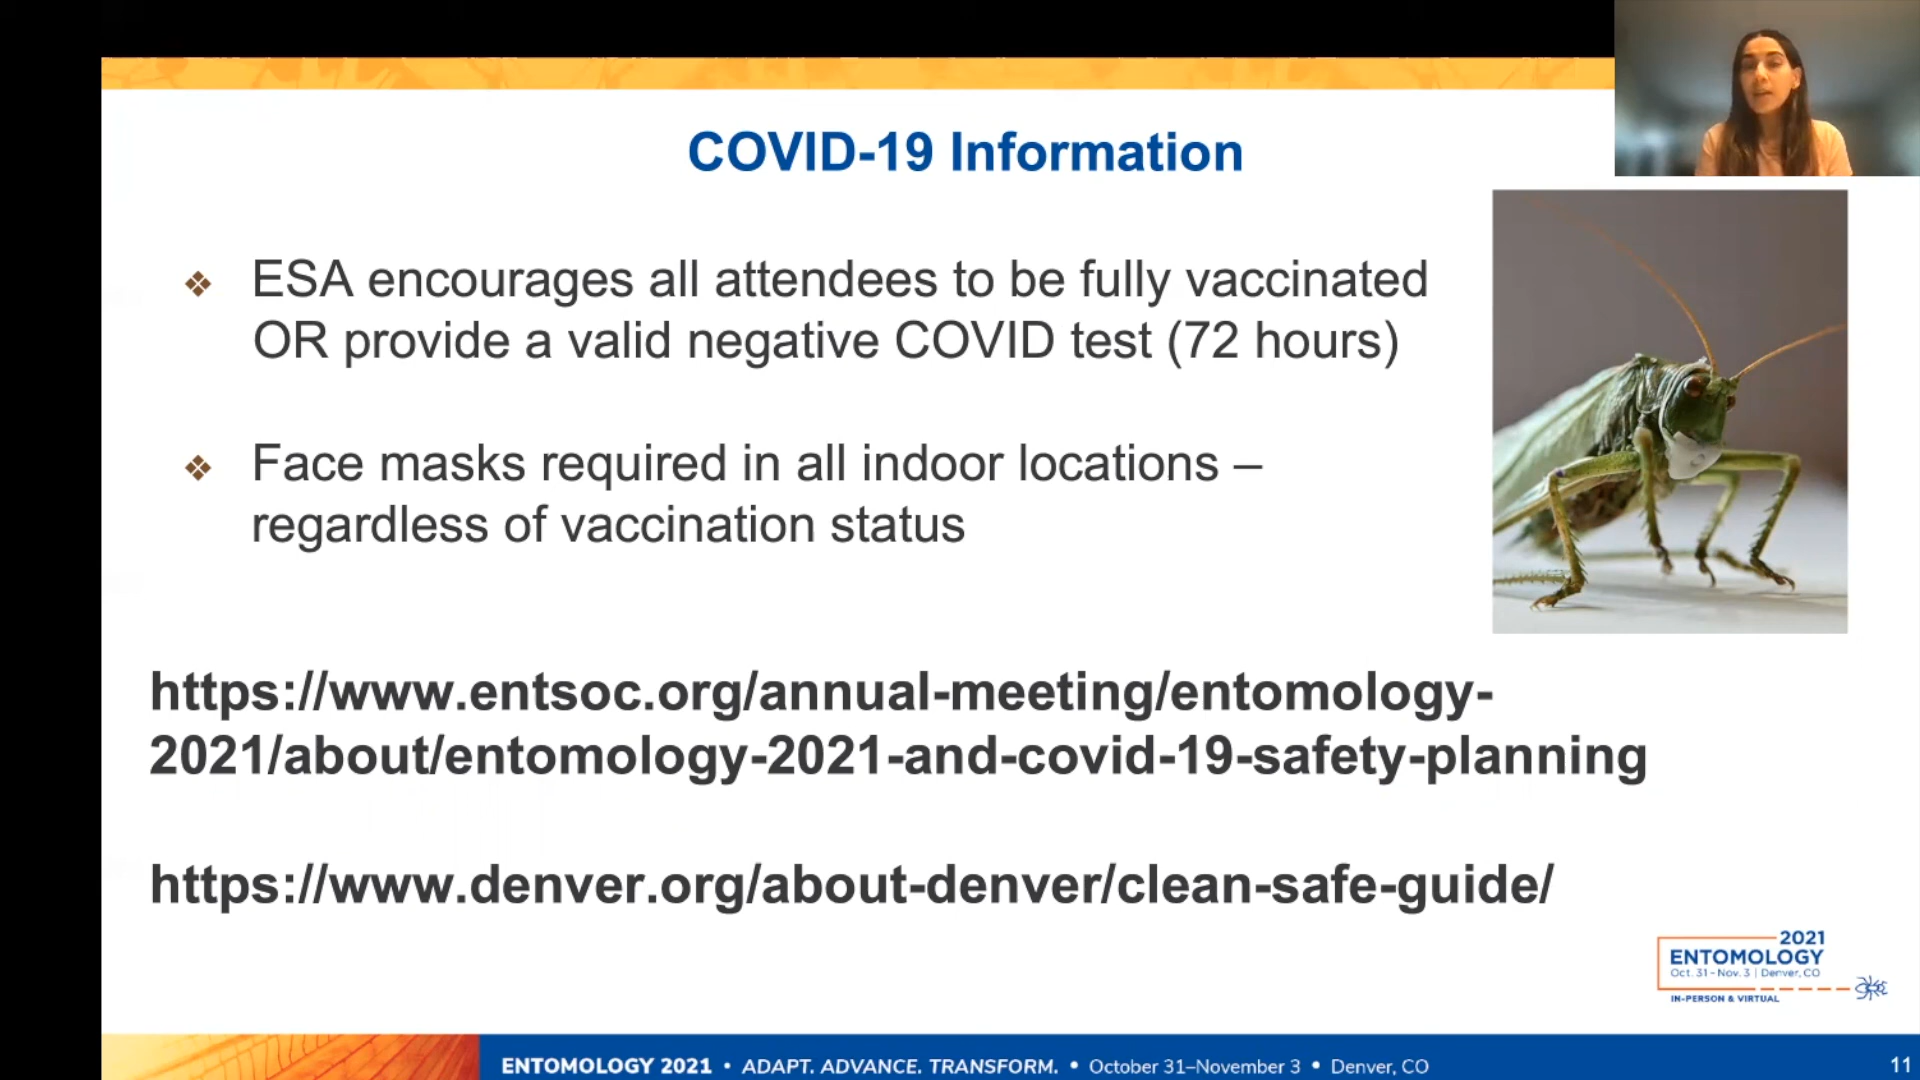 COVID-19 Information
❖ ESA encourages all attendees to be fully vaccinated
OR provide a valid negative COVID test (72 hours)
❖ Face masks required in all indoor locations –
regardless of vaccination status
https://www.entsoc.org/annual-meeting/entomology-
2021/about/entomology-2021-and-covid-19-safety-planning
https://www.denver.org/about-denver/clean-safe-guide/
2021
ENTOMOLOGY
Oct. 31–Nov. 3 | Denver, CO
IN-PERSON & VIRTUAL
ENTOMOLOGY 2021 • ADAPT. ADVANCE. TRANSFORM. • October 31–November 3 • Denver, CO
11